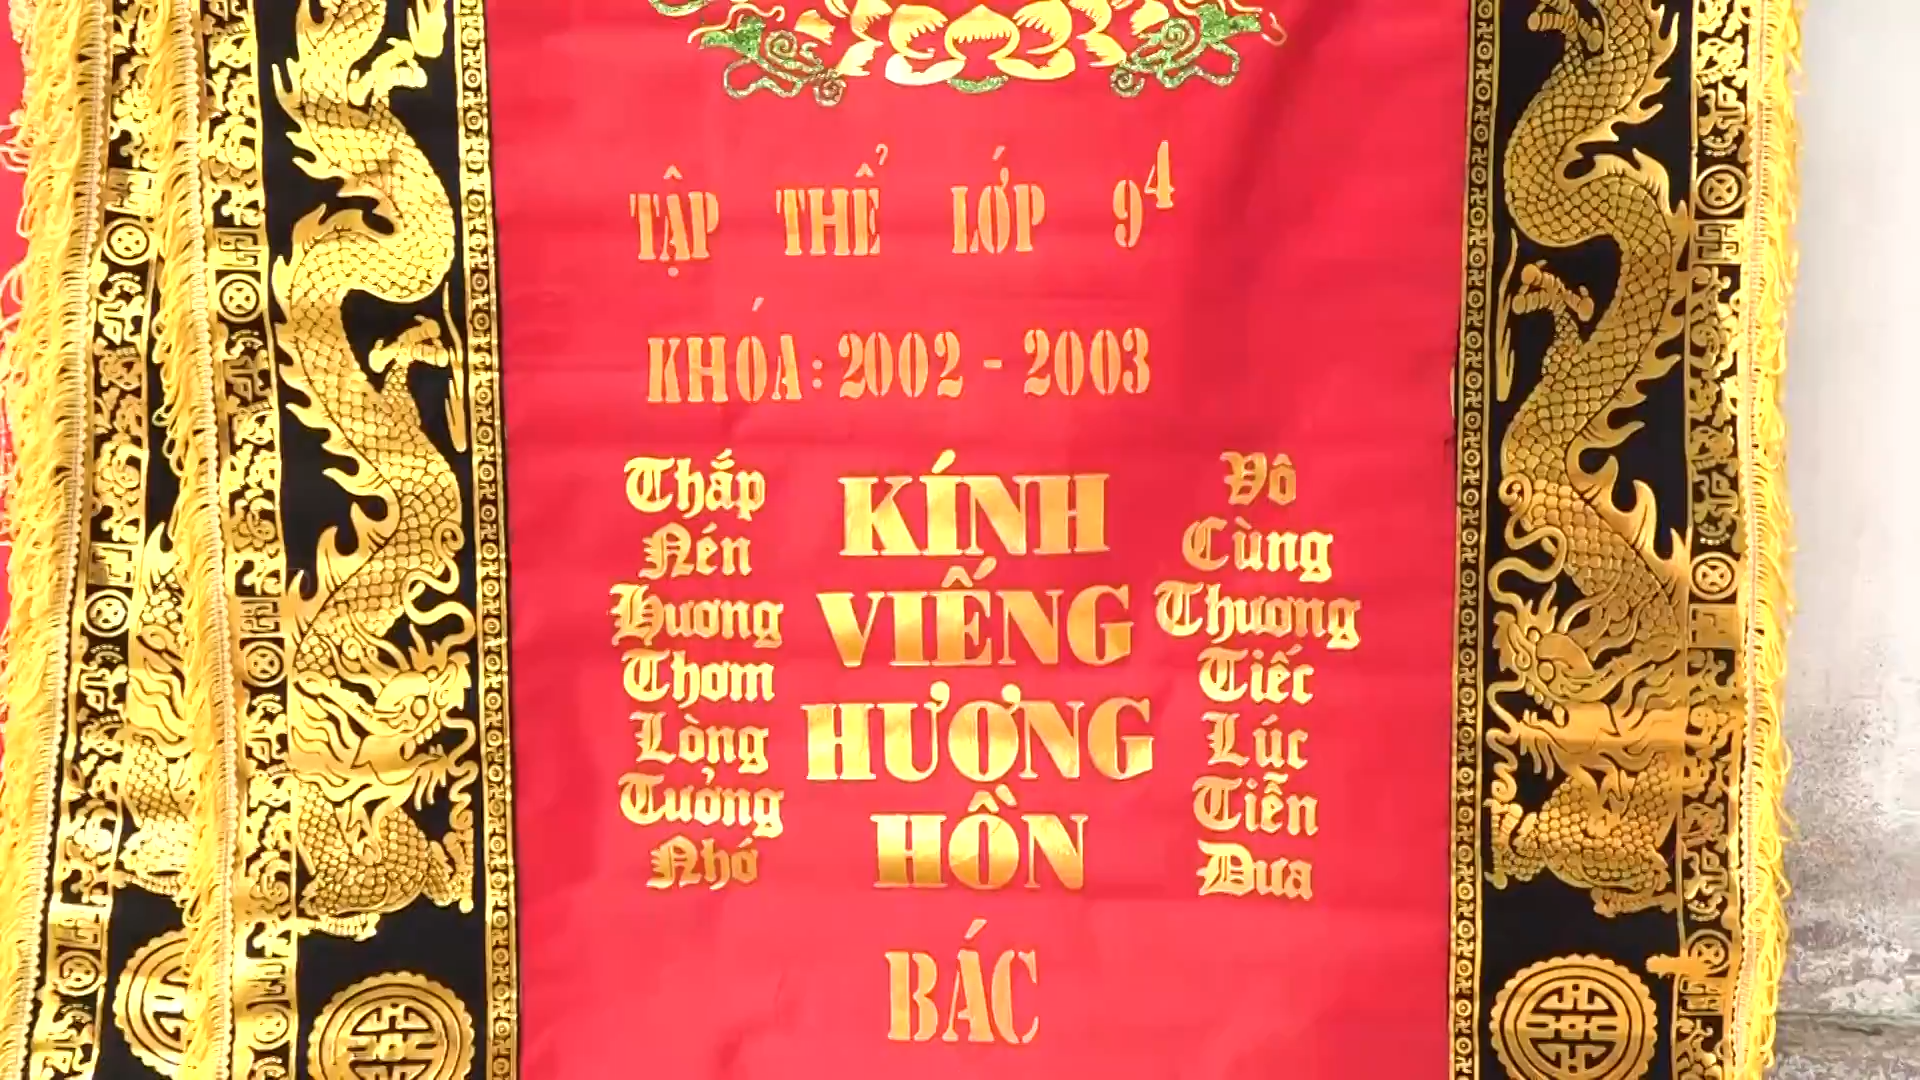 TẬP THỂ LỚP 9⁴
KHÓA: 2002 - 2003
Thắp
Nén
Hương
Thơm
Lòng
Tưởng
Nhớ
KÍNH
VIẾNG
HƯƠNG
HỒN
BÁC
Vô
Cùng
Thương
Tiếc
Lúc
Tiễn
Đưa